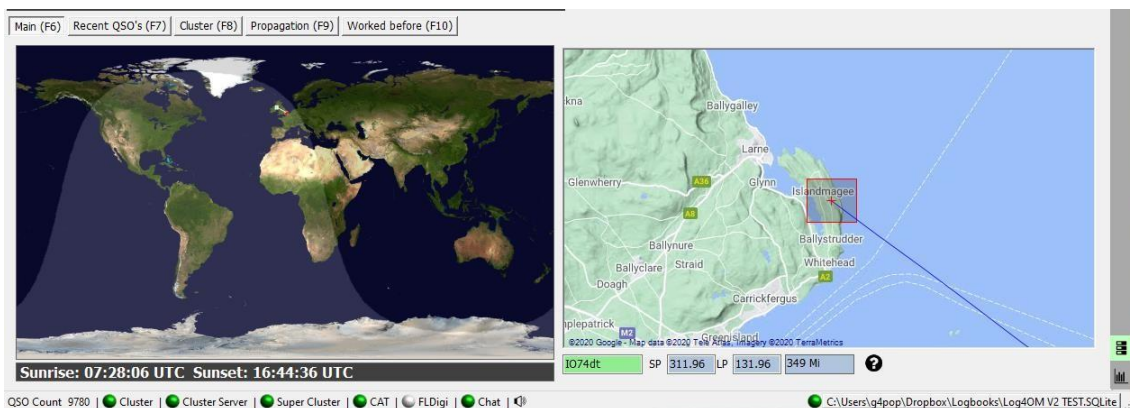 Main (F6) Recent QSO's (F7) Cluster (F8) Propagation (F9) Worked before (F10)
kna
Ballygalley
Larne
Glenwherry
A36
Glynn
Islandmagee
A8
Ballynure
Ballystrudder
Ballyclare
Straid
Whitehead
Doagh
A2
Carrickfergus
mplepatrick
M2
Greenisland
©2020 Google - Map data ©2020 Tele Atlas, Imagery ©2020 TerraMetrics
IO74dt SP 311.96 LP 131.96 349 Mi ?
Sunrise: 07:28:06 UTC Sunset: 16:44:36 UTC
QSO Count 9780 | Cluster | Cluster Server | Super Cluster | CAT | FLDigi | Chat | C:\Users\g4pop\Dropbox\Logbooks\Log4OM V2 TEST.SQLite